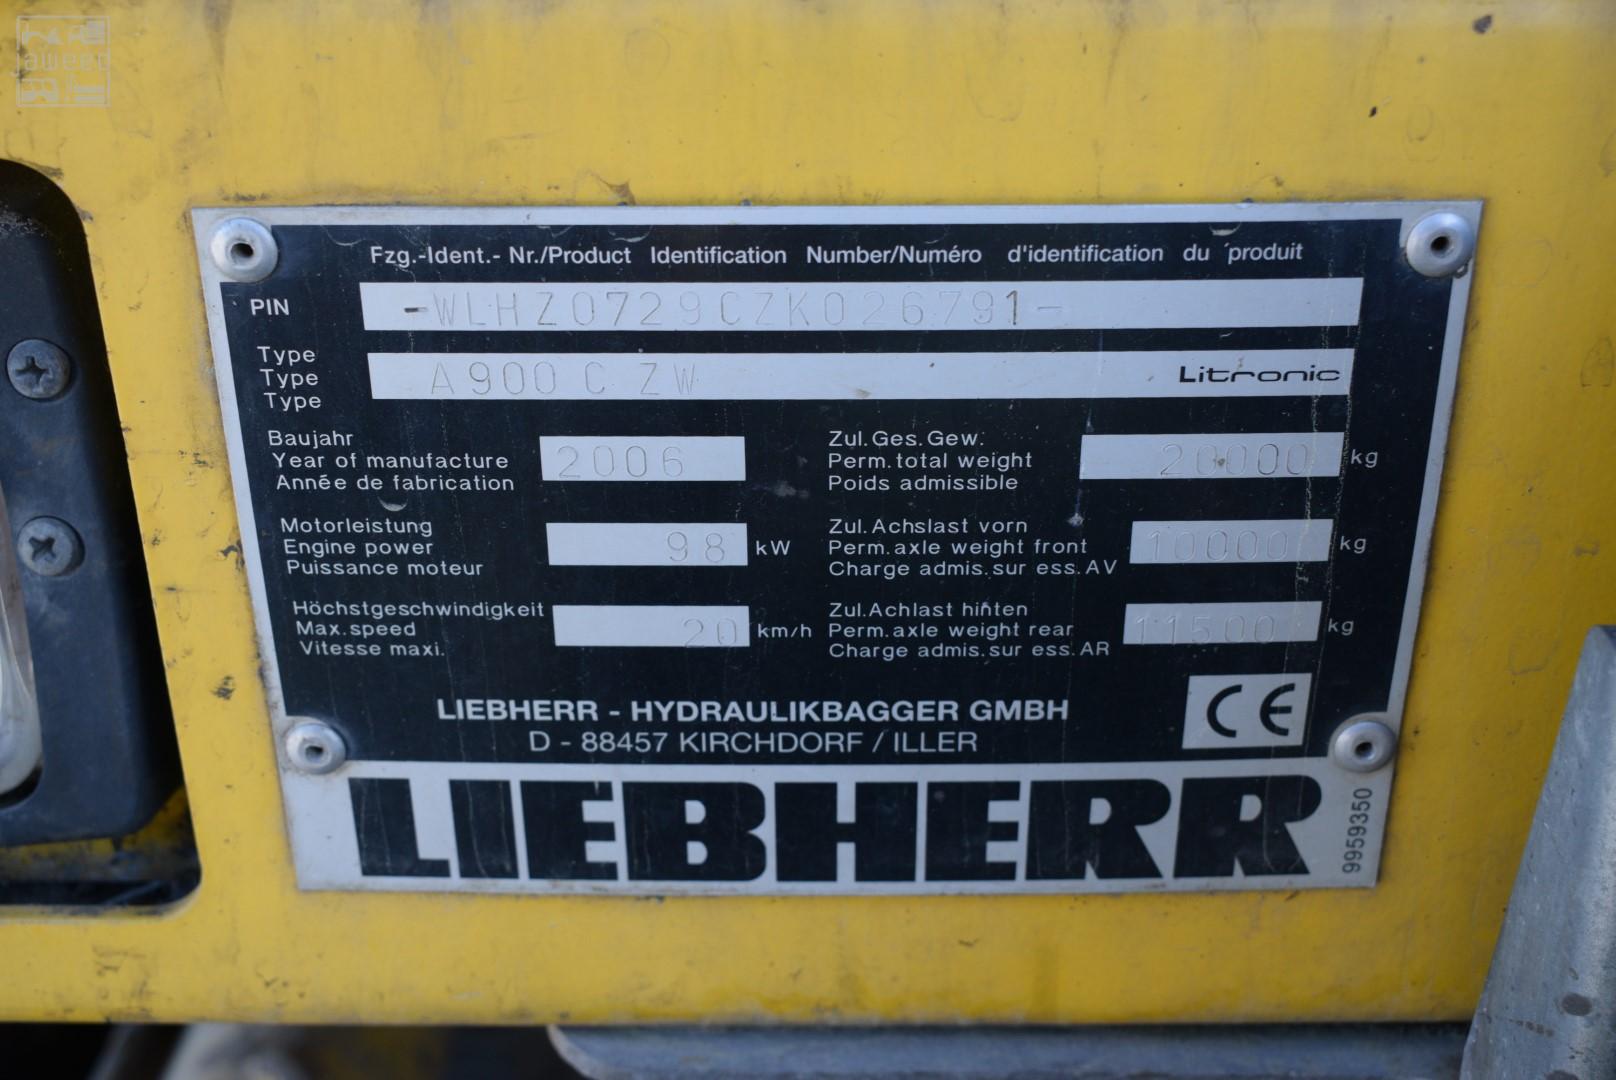 jaweed
Fzg.-Ident.- Nr./Product Identification Number/Numéro d'identification du produit
PIN -WLHZ0729CZK026791-
Type
Type
Type
A900 C ZW Litronic
Baujahr
Year of manufacture
Année de fabrication
2006
Zul.Ges.Gew.
Perm.total weight
Poids admissible
20000 kg
Motorleistung
Engine power
Puissance moteur
98 kW
Zul.Achslast vorn
Perm.axle weight front
Charge admis.sur ess.AV
10000 kg
Höchstgeschwindigkeit
Max.speed
Vitesse maxi.
20 km/h
Zul.Achlast hinten
Perm.axle weight rear
Charge admis.sur ess.AR
11500 kg
LIEBHERR - HYDRAULIKBAGGER GMBH
D - 88457 KIRCHDORF / ILLER
CE
LIEBHERR
9959350